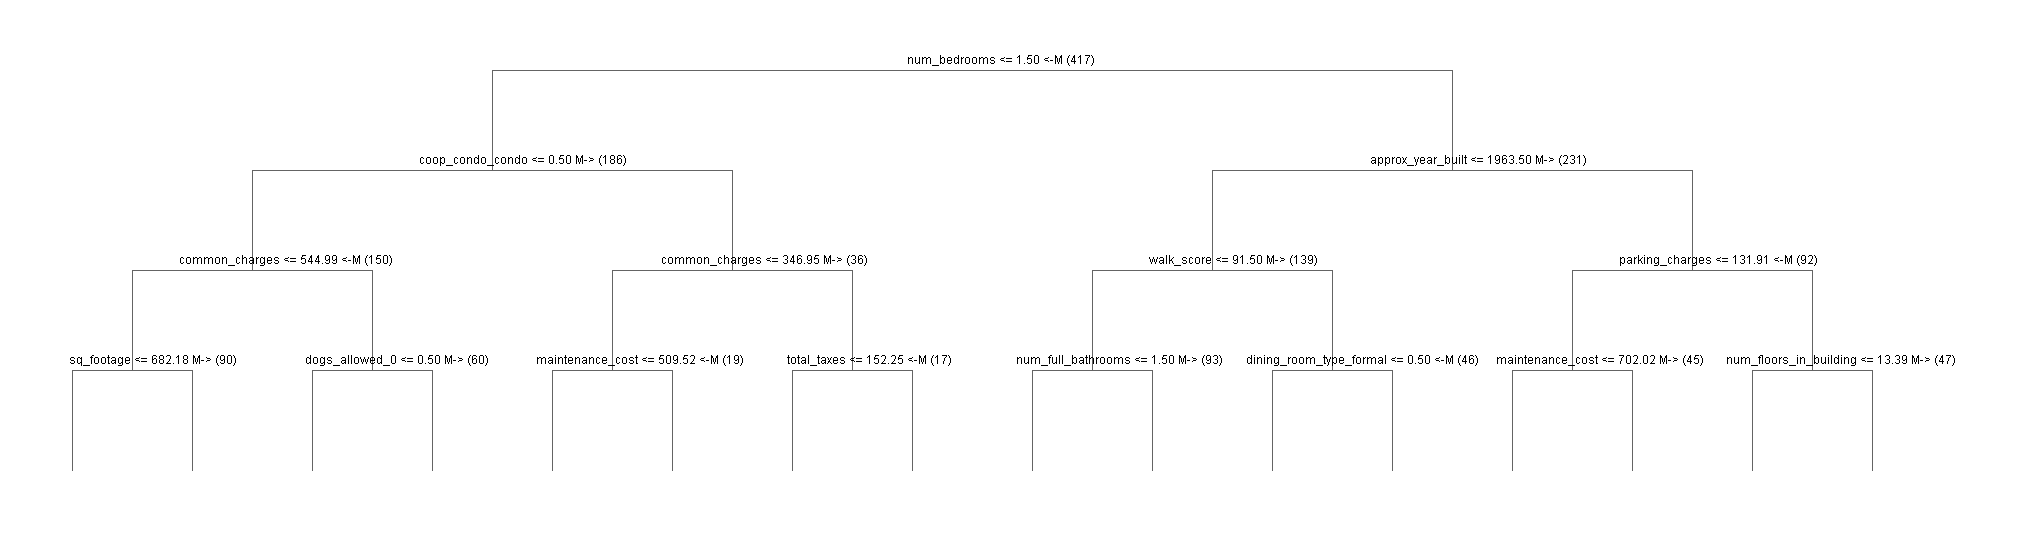 num_bedrooms <= 1.50 <-M (417)
coop_condo_condo <= 0.50 M-> (186)
approx_year_built <= 1963.50 M-> (231)
common_charges <= 544.99 <-M (150)
common_charges <= 346.95 M-> (36)
walk_score <= 91.50 M-> (139)
parking_charges <= 131.91 <-M (92)
sq_footage <= 682.18 M-> (90)
dogs_allowed_0 <= 0.50 M-> (60)
maintenance_cost <= 509.52 <-M (19)
total_taxes <= 152.25 <-M (17)
num_full_bathrooms <= 1.50 M-> (93)
dining_room_type_formal <= 0.50 <-M (46)
maintenance_cost <= 702.02 M-> (45)
num_floors_in_building <= 13.39 M-> (47)